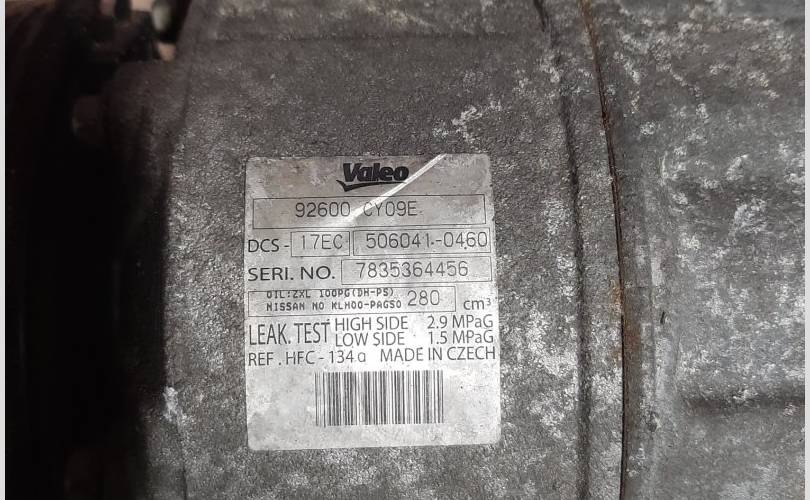 Valeo
92600 CY09E
DCS - 17EC 506041-0460
SERI. NO. 7835364456
OIL:ZXL 100PG(DH-PS)
NISSAN NO KLH00-PAGS0 280 cm³
LEAK. TEST HIGH SIDE 2.9 MPaG
LOW SIDE 1.5 MPaG
REF. HFC - 134a MADE IN CZECH